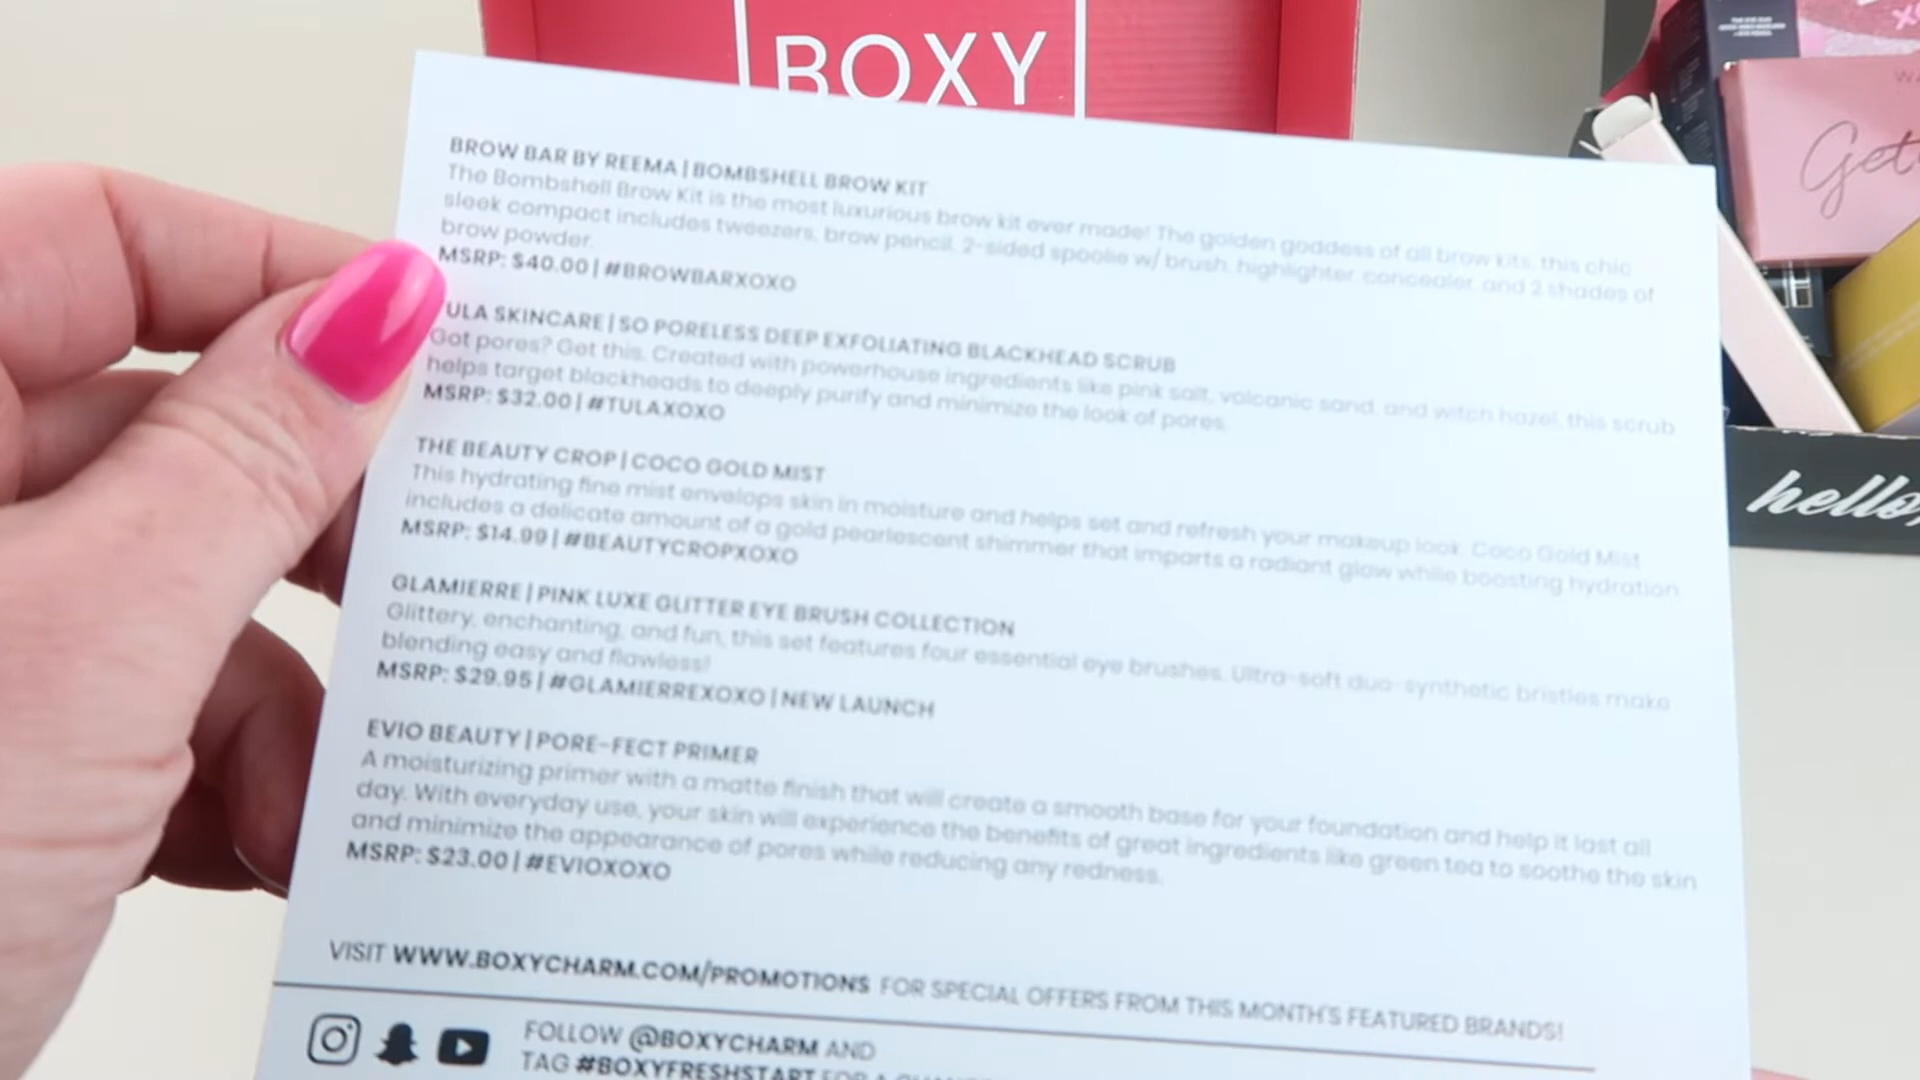 BOXY
BROW BAR BY REEMA | BOMBSHELL BROW KIT
The Bombshell Brow Kit is the most luxurious brow kit ever made! The golden goddess of all brow kits, this chic
sleek compact includes tweezers, brow pencil, 2-sided spoolie w/ brush, highlighter, concealer, and 2 shades of
brow powder.
MSRP: $40.00 | #BROWBARXOXO
ULA SKINCARE | SO PORELESS DEEP EXFOLIATING BLACKHEAD SCRUB
Got pores? Get this. Created with powerhouse ingredients like pink salt, volcanic sand, and witch hazel, this scrub
helps target blackheads to deeply purify and minimize the look of pores.
MSRP: $32.00 | #TULAXOXO
THE BEAUTY CROP | COCO GOLD MIST
This hydrating fine mist envelops skin in moisture and helps set and refresh your makeup look. Coco Gold Mist
includes a delicate amount of a gold pearlescent shimmer that imparts a radiant glow while boosting hydration
MSRP: $14.99 | #BEAUTYCROPXOXO
GLAMIERRE | PINK LUXE GLITTER EYE BRUSH COLLECTION
Glittery, enchanting, and fun, this set features four essential eye brushes. Ultra-soft duo-synthetic bristles make
blending easy and flawless!
MSRP: $29.95 | #GLAMIERREXOXO | NEW LAUNCH
EVIO BEAUTY | PORE-FECT PRIMER
A moisturizing primer with a matte finish that will create a smooth base for your foundation and help it last all
day. With everyday use, your skin will experience the benefits of great ingredients like green tea to soothe the skin
and minimize the appearance of pores while reducing any redness.
MSRP: $23.00 | #EVIOXOXO
VISIT WWW.BOXYCHARM.COM/PROMOTIONS FOR SPECIAL OFFERS FROM THIS MONTH'S FEATURED BRANDS!
FOLLOW @BOXYCHARM AND
TAG #BOXYFRESHSTART FOR A
Get
hello,